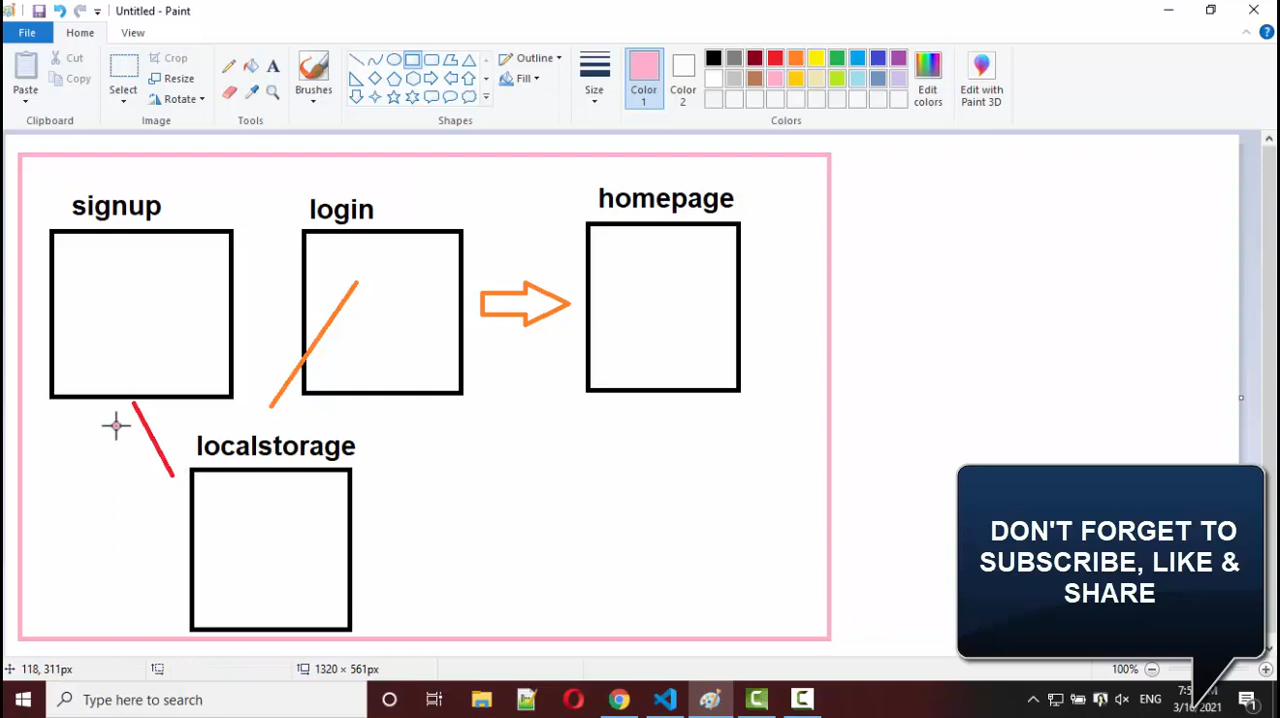 Untitled - Paint
File
Home
View
Paste
Cut
Copy
Clipboard
Select
Crop
Resize
Rotate
Image
Tools
Brushes
Shapes
Outline
Fill
Size
Color 1
Color 2
Edit colors
Colors
Edit with Paint 3D
signup
login
homepage
localstorage
DON'T FORGET TO
SUBSCRIBE, LIKE &
SHARE
118, 311px
1320 × 561px
100%
Type here to search
ENG
3/16/2021
1